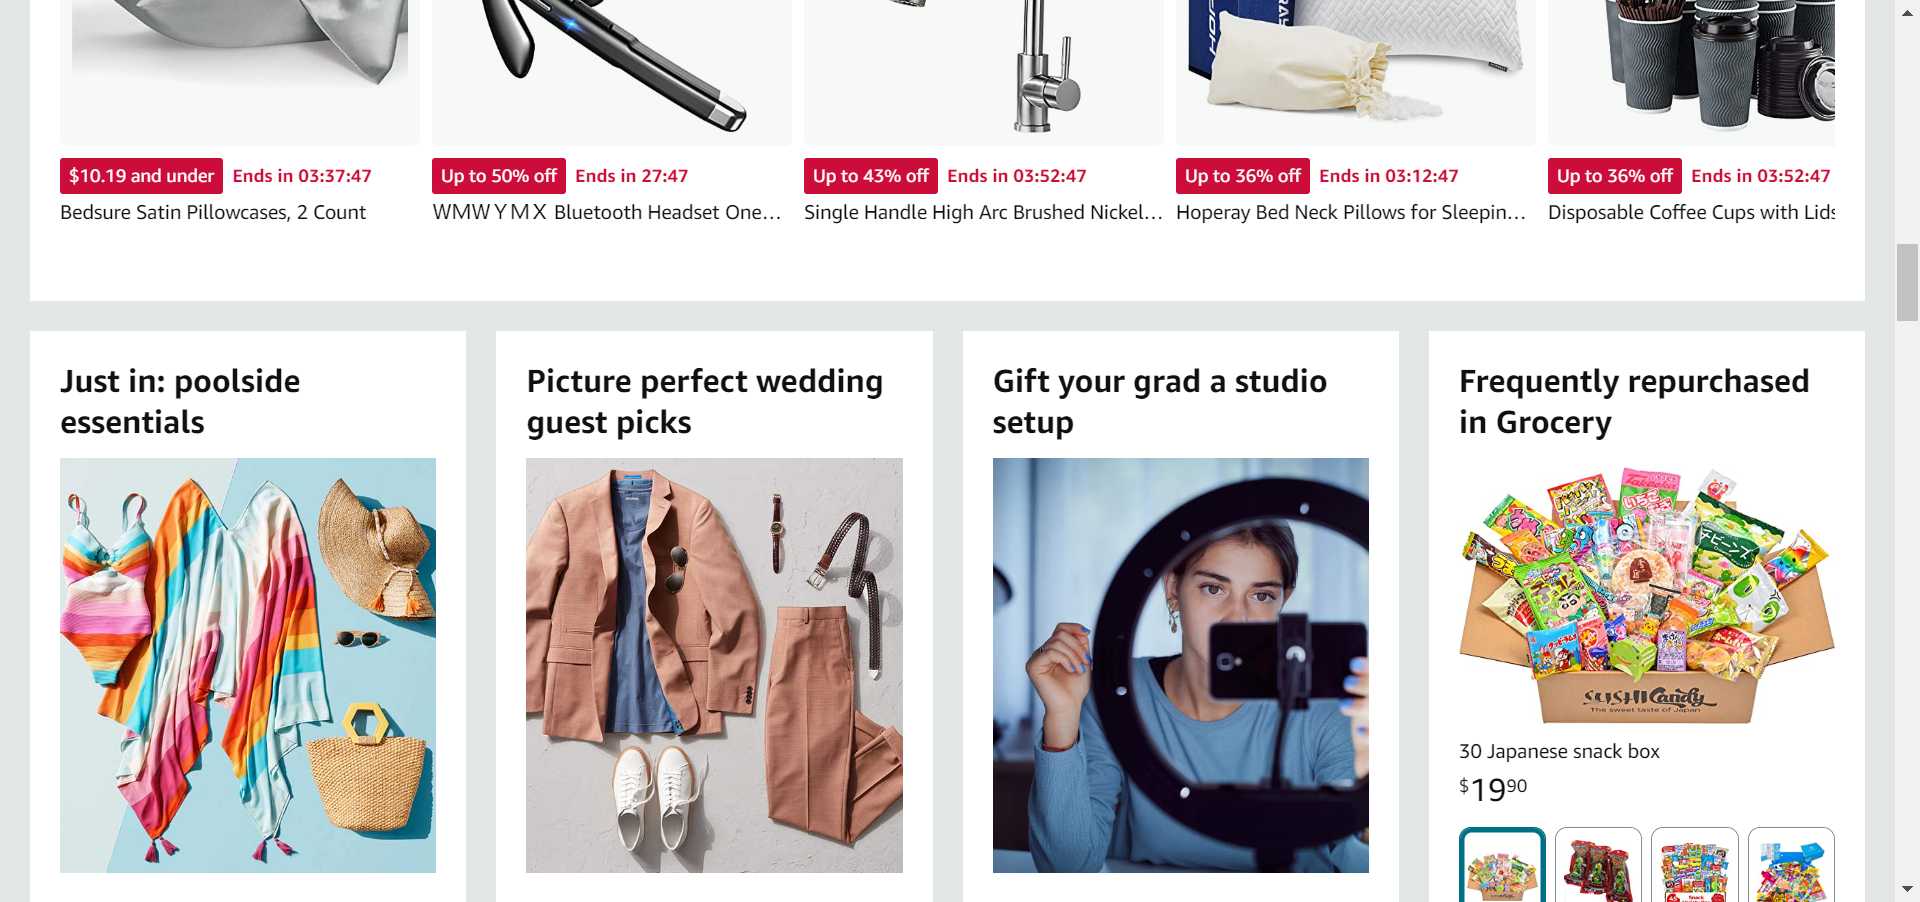 $10.19 and under Ends in 03:37:47
Bedsure Satin Pillowcases, 2 Count
Up to 50% off Ends in 27:47
WMWYMX Bluetooth Headset One…
Up to 43% off Ends in 03:52:47
Single Handle High Arc Brushed Nickel…
Up to 36% off Ends in 03:12:47
Hoperay Bed Neck Pillows for Sleepin…
Up to 36% off Ends in 03:52:47
Disposable Coffee Cups with Lids
Just in: poolside
essentials
Picture perfect wedding
guest picks
Gift your grad a studio
setup
Frequently repurchased
in Grocery
SUSHI Candy
The sweet taste of Japan
30 Japanese snack box
$19.90